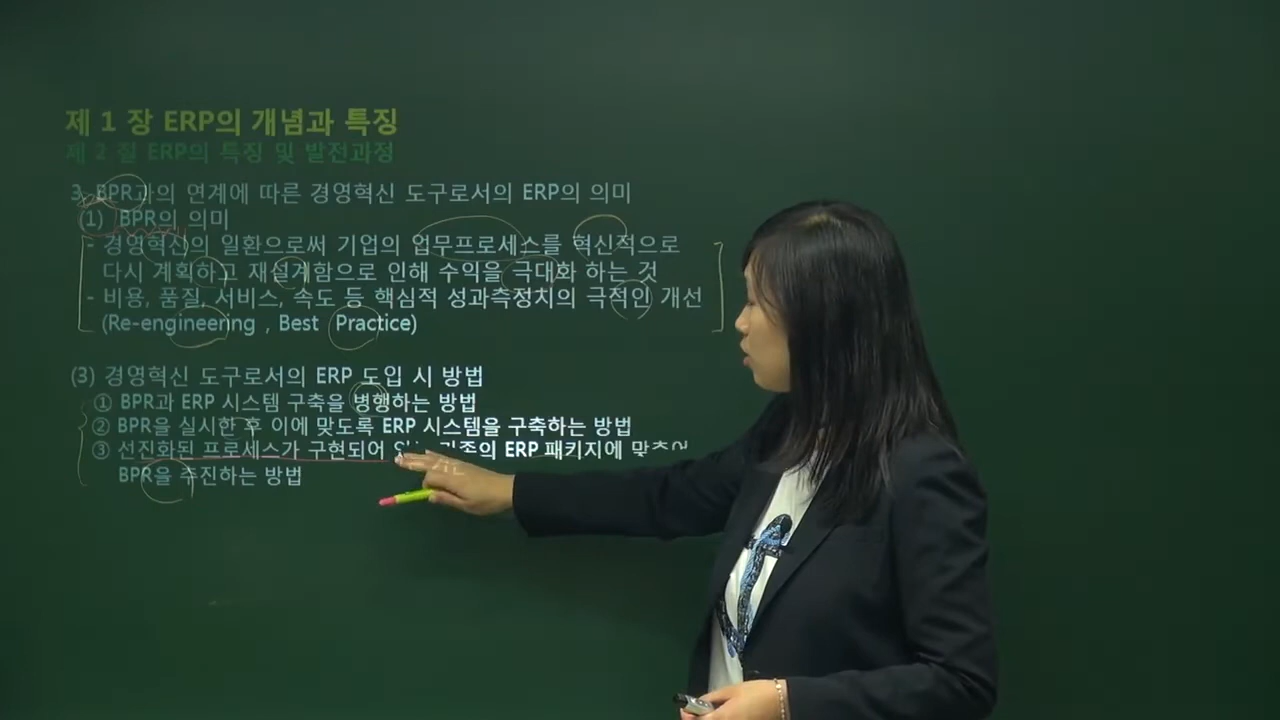 제 1 장 ERP의 개념과 특징
제 2 절 ERP의 특징 및 발전과정
3. BPR과의 연계에 따른 경영혁신 도구로서의 ERP의 의미
(1) BPR의 의미
- 경영혁신의 일환으로써 기업의 업무프로세스를 혁신적으로
다시 계획하고 재설계함으로 인해 수익을 극대화 하는 것
- 비용, 품질, 서비스, 속도 등 핵심적 성과측정치의 극적인 개선
(Re-engineering , Best Practice)
(3) 경영혁신 도구로서의 ERP 도입 시 방법
① BPR과 ERP 시스템 구축을 병행하는 방법
② BPR을 실시한 후 이에 맞도록 ERP 시스템을 구축하는 방법
③ 선진화된 프로세스가 구현되어 기존의 ERP 패키지에 맞추어
BPR을 추진하는 방법